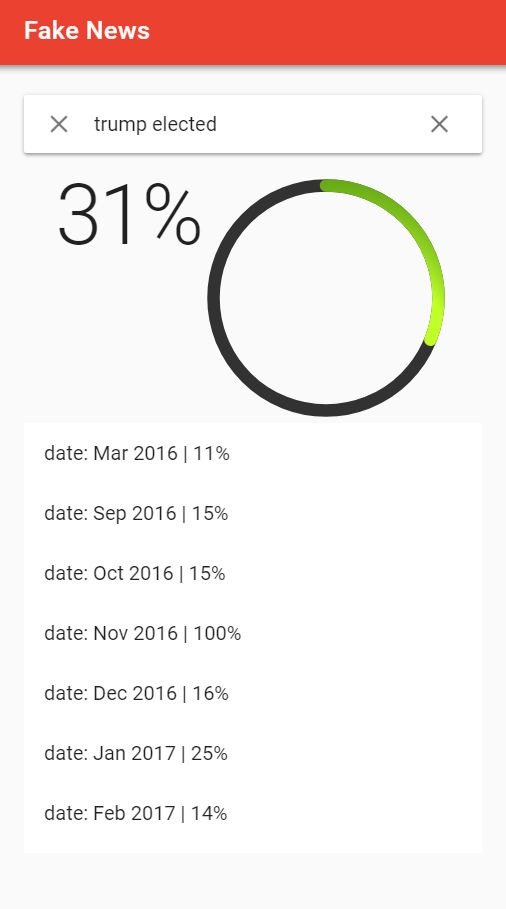 Fake News
trump elected
31%
date: Mar 2016 | 11%
date: Sep 2016 | 15%
date: Oct 2016 | 15%
date: Nov 2016 | 100%
date: Dec 2016 | 16%
date: Jan 2017 | 25%
date: Feb 2017 | 14%